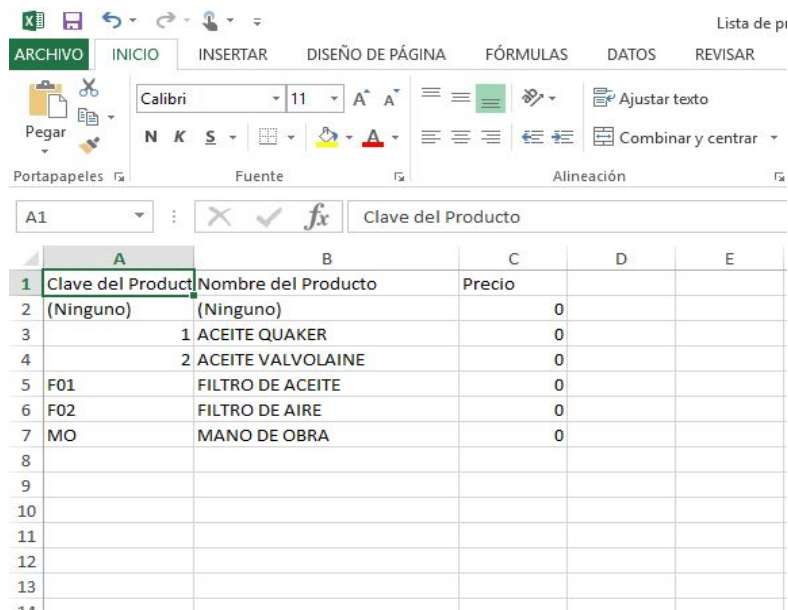 Lista de pr
ARCHIVO INICIO INSERTAR DISEÑO DE PÁGINA FÓRMULAS DATOS REVISAR
Calibri 11 A A Ajustar texto
Pegar N K S A Combinar y centrar
Portapapeles Fuente Alineación
A1 fx Clave del Producto
A B C D E
1 Clave del Product Nombre del Producto Precio
2 (Ninguno) (Ninguno) 0
3 1 ACEITE QUAKER 0
4 2 ACEITE VALVOLAINE 0
5 F01 FILTRO DE ACEITE 0
6 F02 FILTRO DE AIRE 0
7 MO MANO DE OBRA 0
8
9
10
11
12
13
14